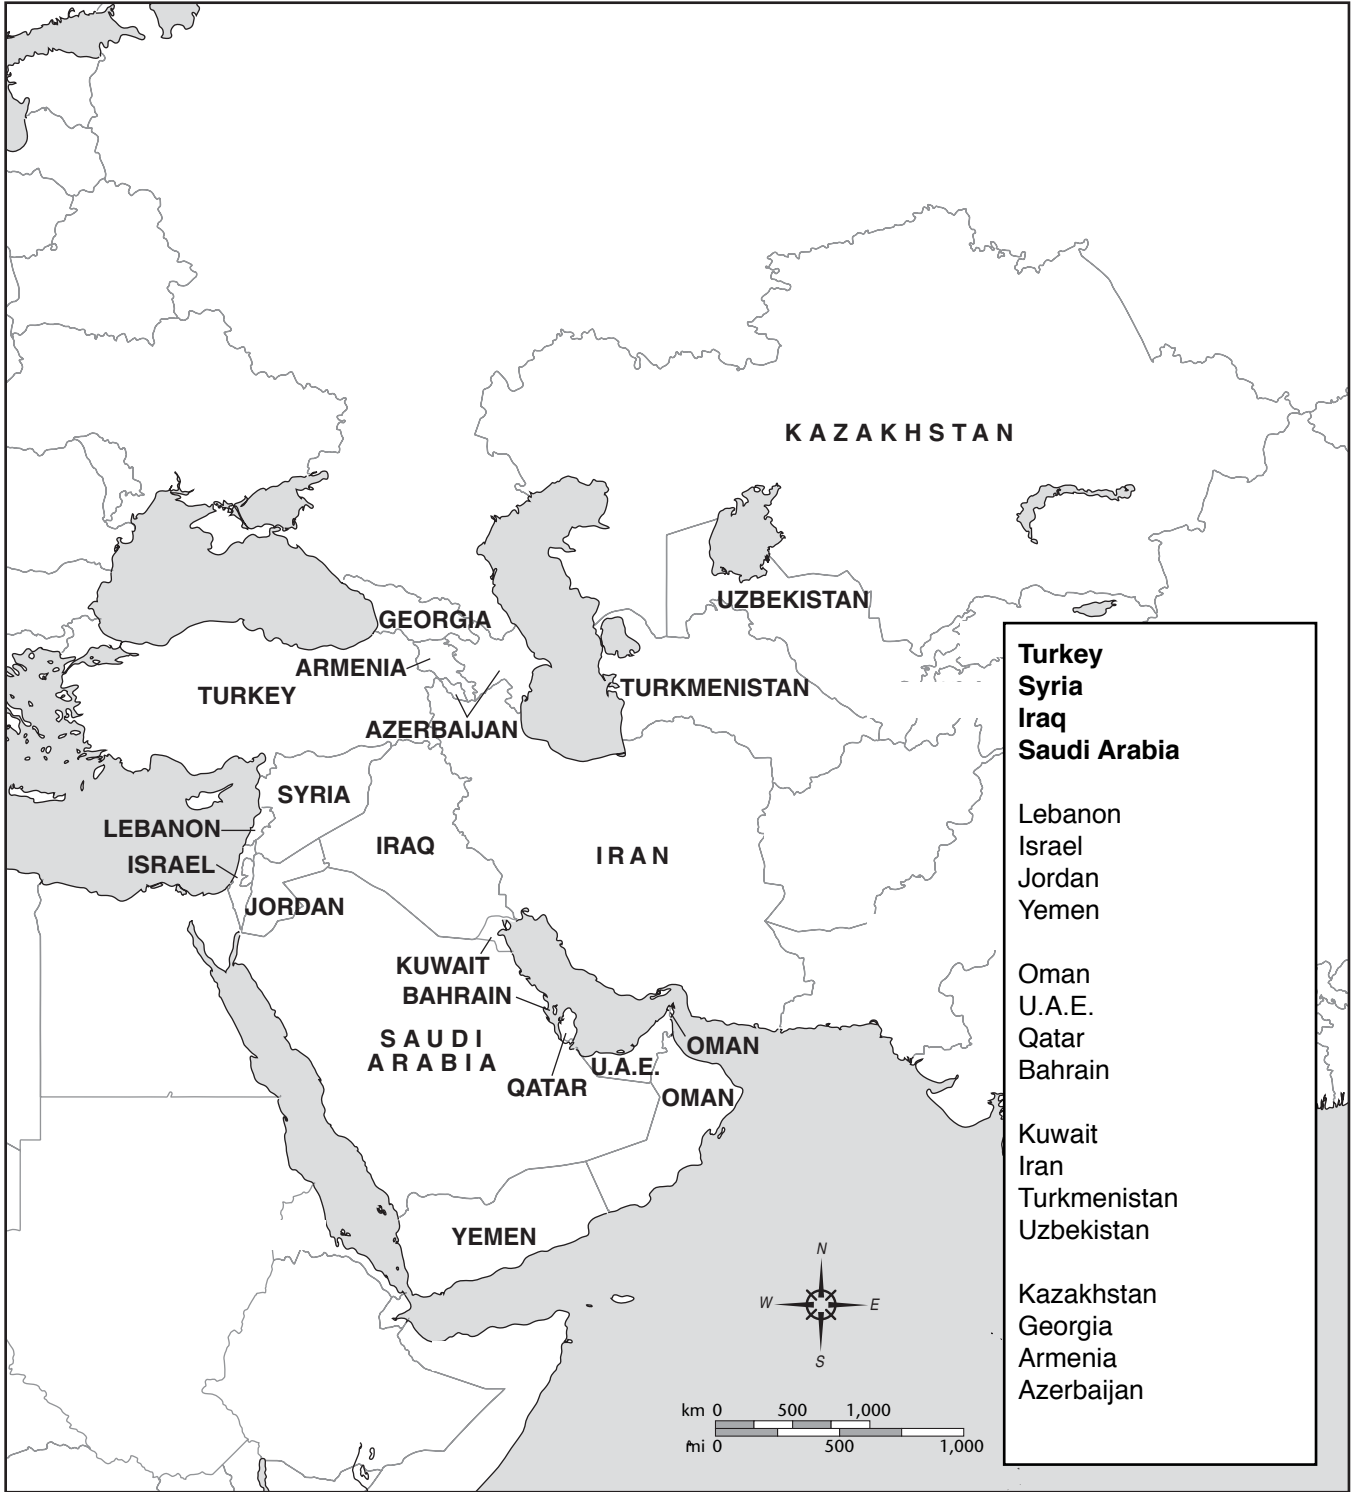 KAZAKHSTAN
UZBEKISTAN
GEORGIA
ARMENIA
TURKEY
TURKMENISTAN
AZERBAIJAN
SYRIA
LEBANON
IRAQ
IRAN
ISRAEL
JORDAN
KUWAIT
BAHRAIN
SAUDI
ARABIA
OMAN
U.A.E.
QATAR
OMAN
YEMEN
N
W
E
S
km 0 500 1,000
mi 0 500 1,000
Turkey
Syria
Iraq
Saudi Arabia
Lebanon
Israel
Jordan
Yemen
Oman
U.A.E.
Qatar
Bahrain
Kuwait
Iran
Turkmenistan
Uzbekistan
Kazakhstan
Georgia
Armenia
Azerbaijan